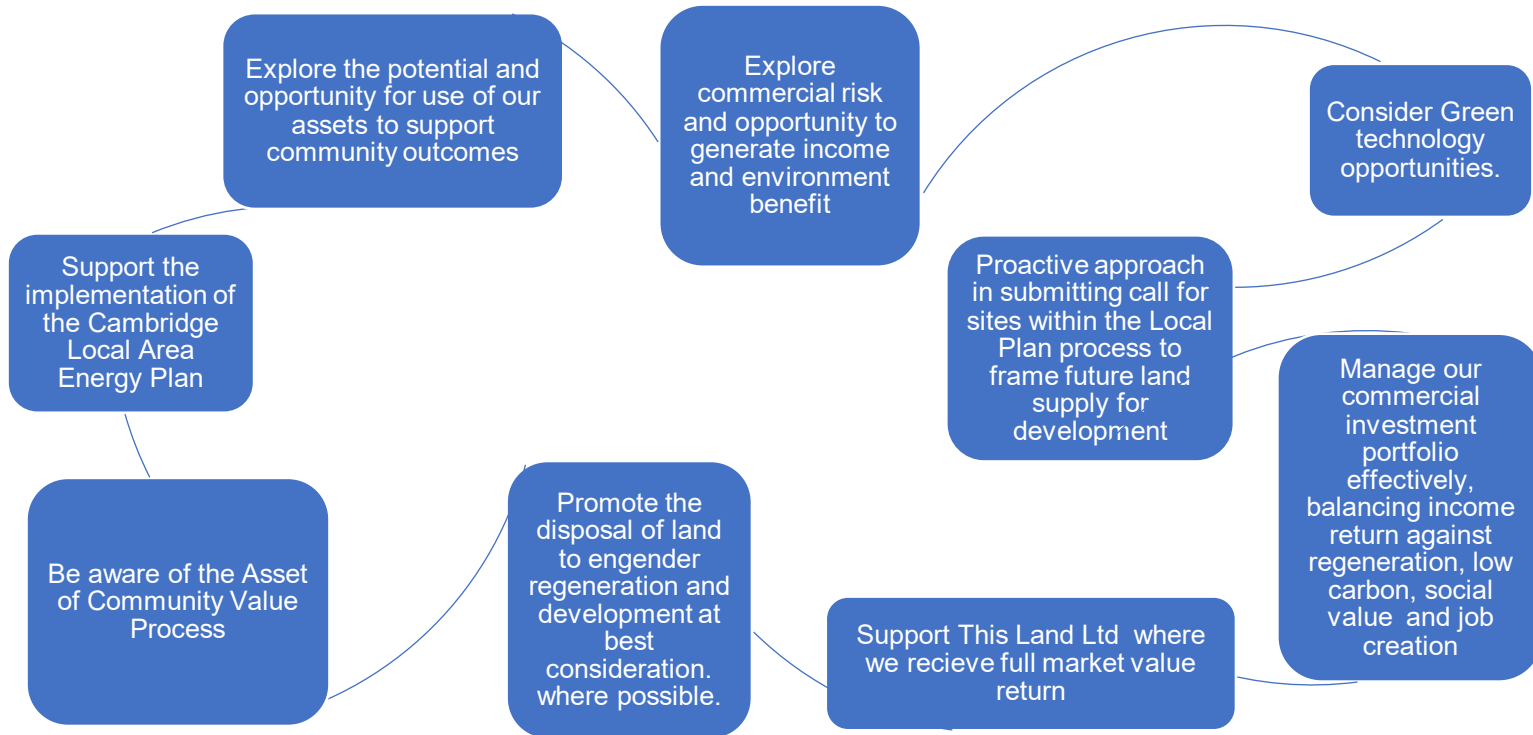 Explore the potential and
opportunity for use of our
assets to support
community outcomes
Explore
commercial risk
and opportunity to
generate income
and environment
benefit
Consider Green
technology
opportunities.
Proactive approach
in submitting call for
sites within the Local
Plan process to
frame future land
supply for
development
Manage our
commercial
investment
portfolio
effectively,
balancing income
return against
regeneration, low
carbon, social
value and job
creation
Support This Land Ltd where
we recieve full market value
return
Promote the
disposal of land
to engender
regeneration and
development at
best
consideration.
where possible.
Be aware of the Asset
of Community Value
Process
Support the
implementation of
the Cambridge
Local Area
Energy Plan